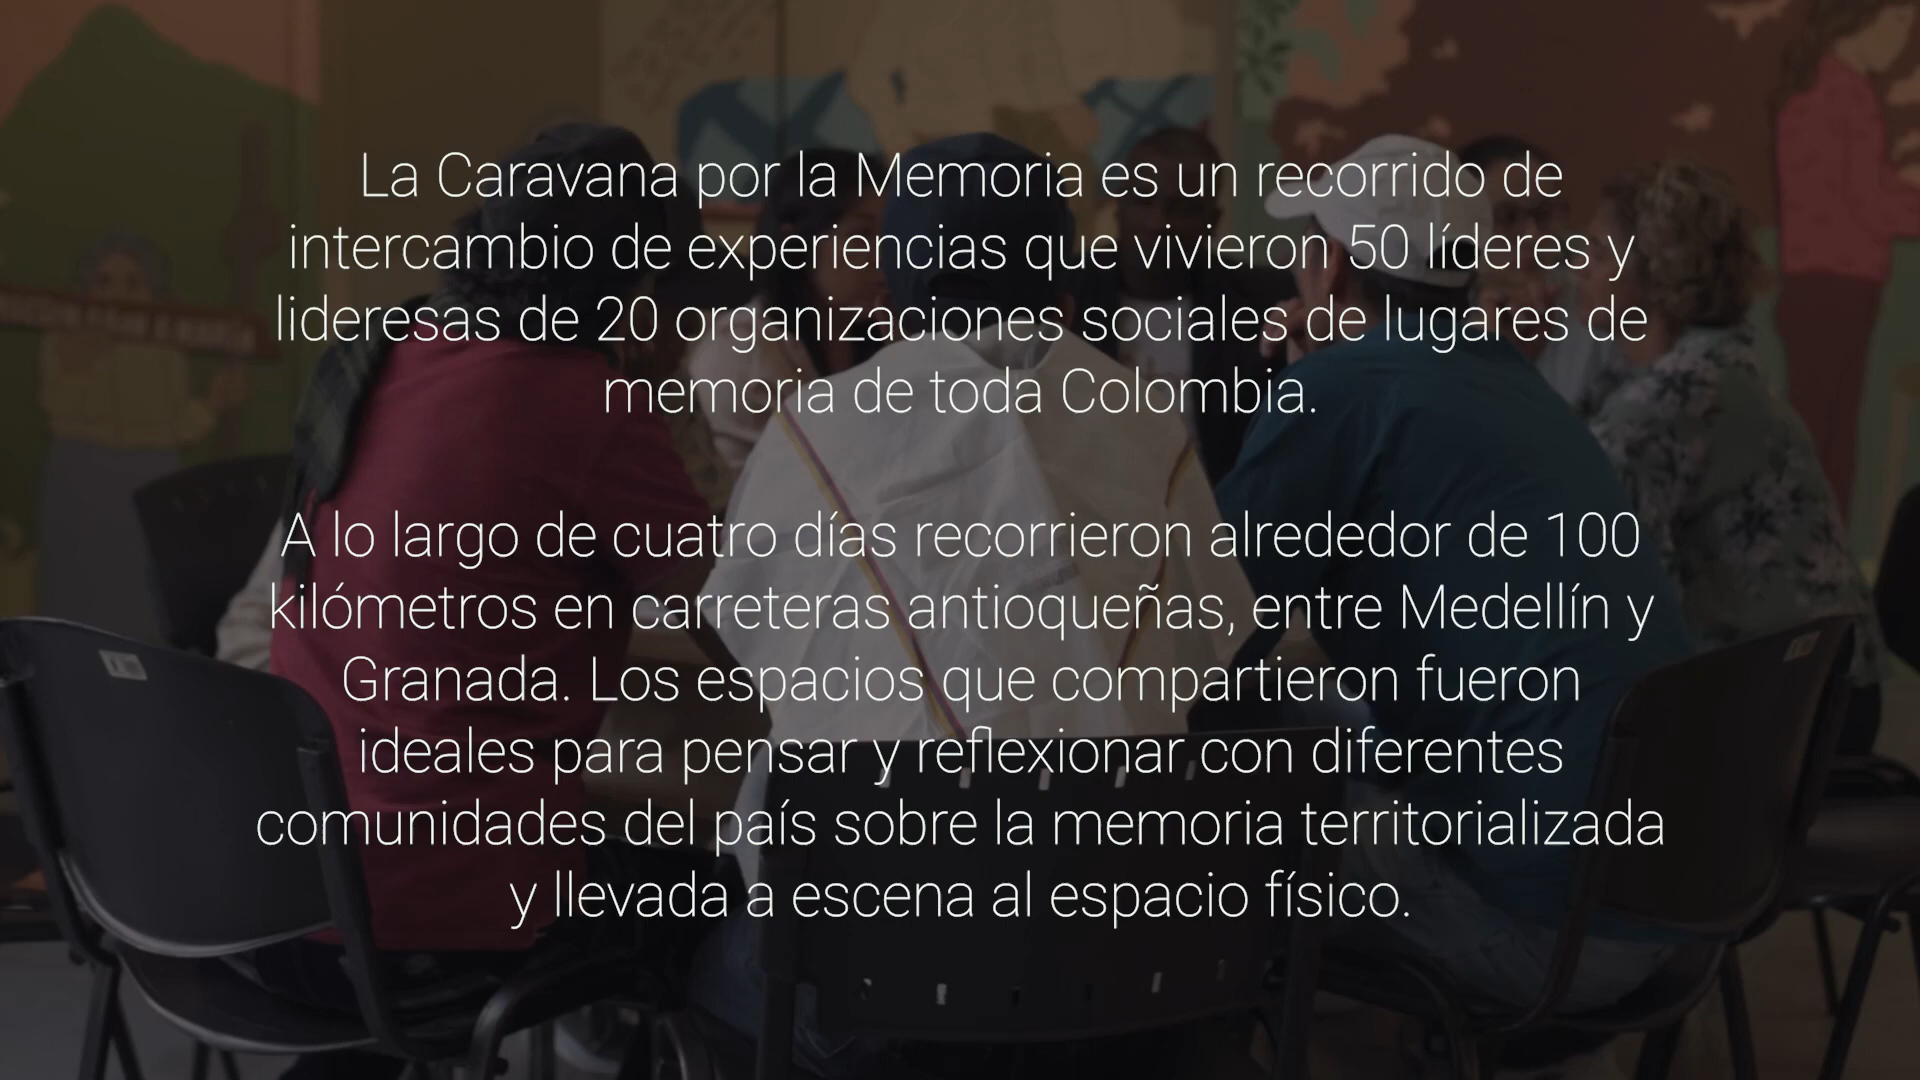 La Caravana por la Memoria es un recorrido de
intercambio de experiencias que vivieron 50 líderes y
lideresas de 20 organizaciones sociales de lugares de
memoria de toda Colombia.
A lo largo de cuatro días recorrieron alrededor de 100
kilómetros en carreteras antioqueñas, entre Medellín y
Granada. Los espacios que compartieron fueron
ideales para pensar y reflexionar con diferentes
comunidades del país sobre la memoria territorializada
y llevada a escena al espacio físico.